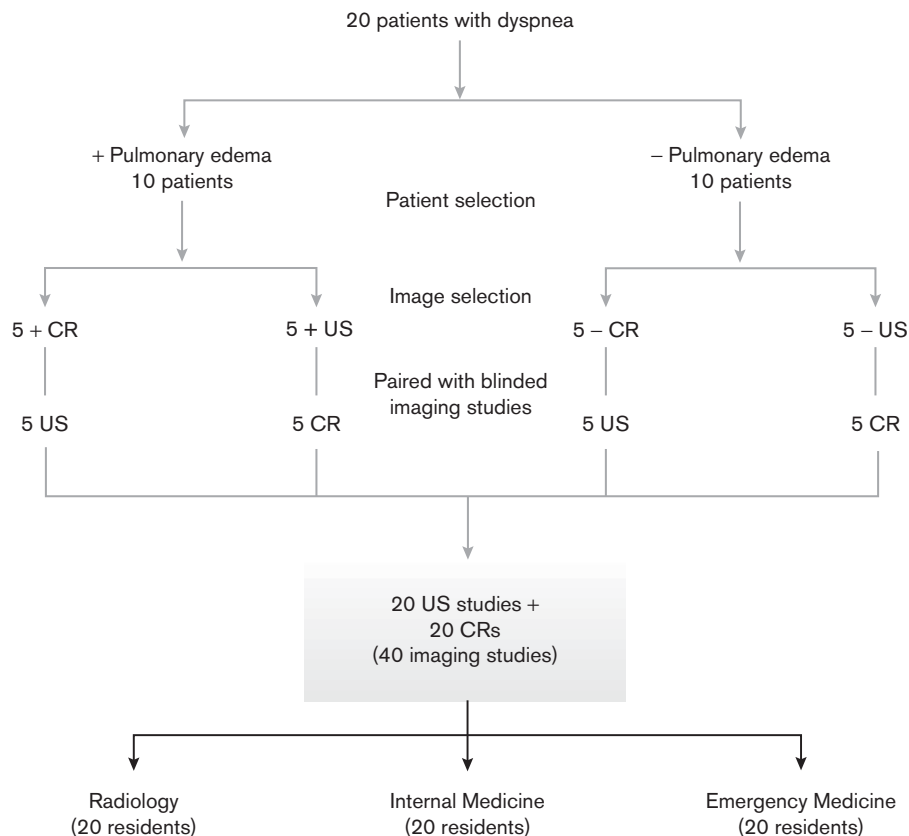 20 patients with dyspnea
+ Pulmonary edema
10 patients
– Pulmonary edema
10 patients
Patient selection
Image selection
5 + CR
5 + US
5 – CR
5 – US
Paired with blinded
imaging studies
5 US
5 CR
5 US
5 CR
20 US studies +
20 CRs
(40 imaging studies)
Radiology
(20 residents)
Internal Medicine
(20 residents)
Emergency Medicine
(20 residents)